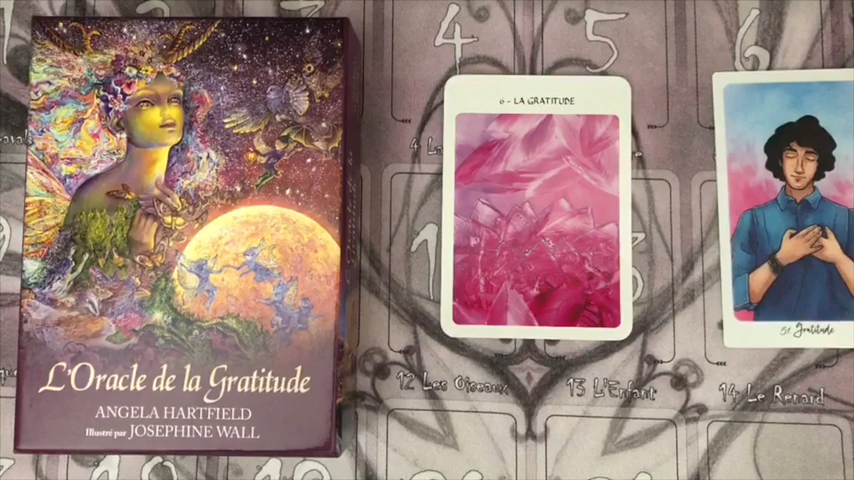 L'Oracle de la Gratitude
ANGELA HARTFIELD
Illustré par JOSEPHINE WALL
6 - LA GRATITUDE
51. Gratitude
4
5
6
12 Les Oiseaux
13 L'Enfant
14 Le Renard